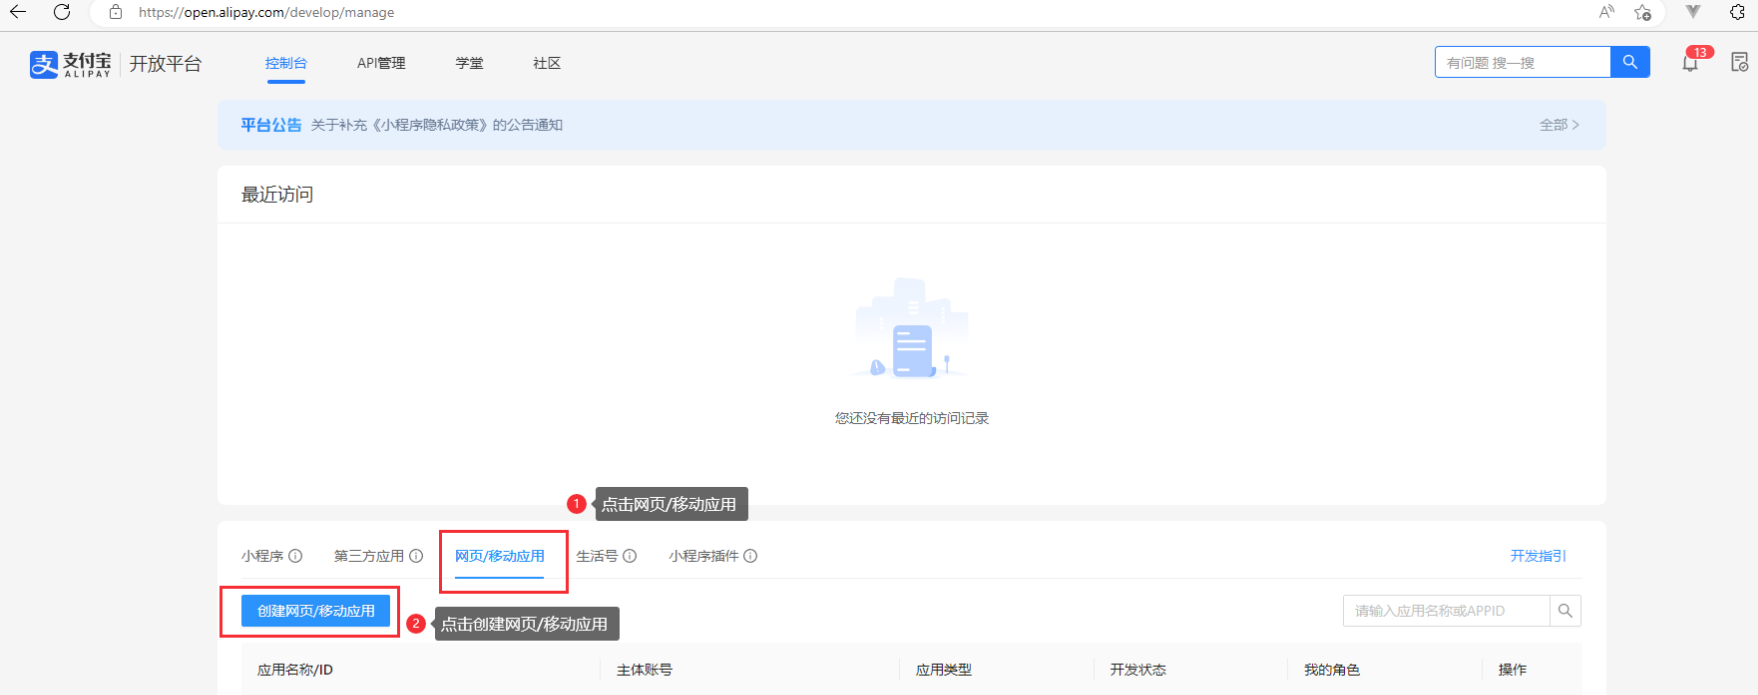 https://open.alipay.com/develop/manage
支付宝 ALIPAY 开放平台 控制台 API管理 学堂 社区 有问题 搜一搜 13
平台公告 关于补充《小程序隐私政策》的公告通知 全部 >
最近访问
您还没有最近的访问记录
1 点击网页/移动应用
小程序 第三方应用 网页/移动应用 生活号 小程序插件 开发指引
创建网页/移动应用 2 点击创建网页/移动应用 请输入应用名称或APPID
应用名称/ID 主体账号 应用类型 开发状态 我的角色 操作